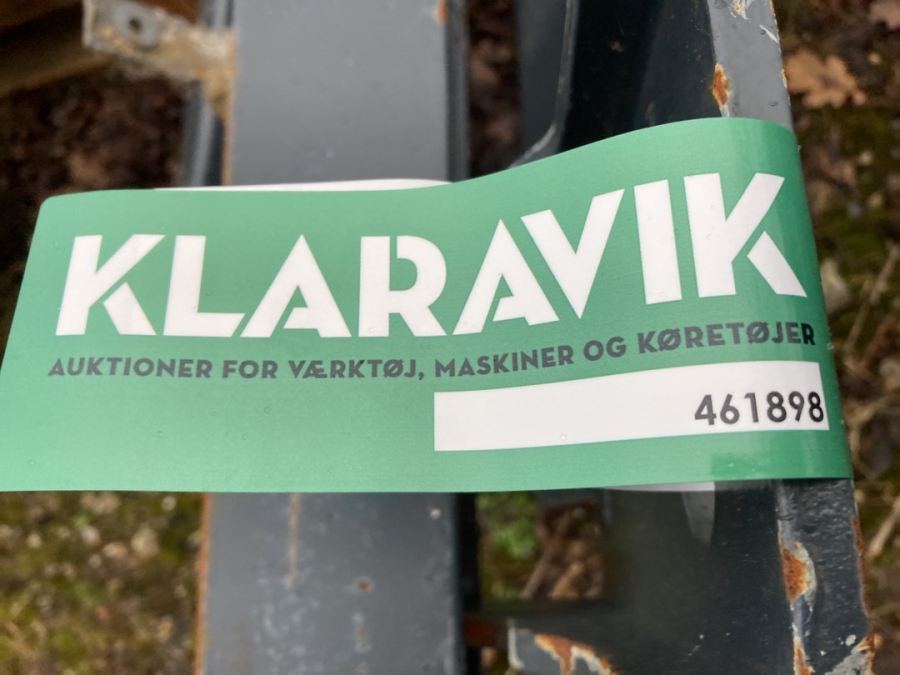 KLARAVIK
AUKTIONER FOR VÆRKTØJ, MASKINER OG KØRETØJER
461898